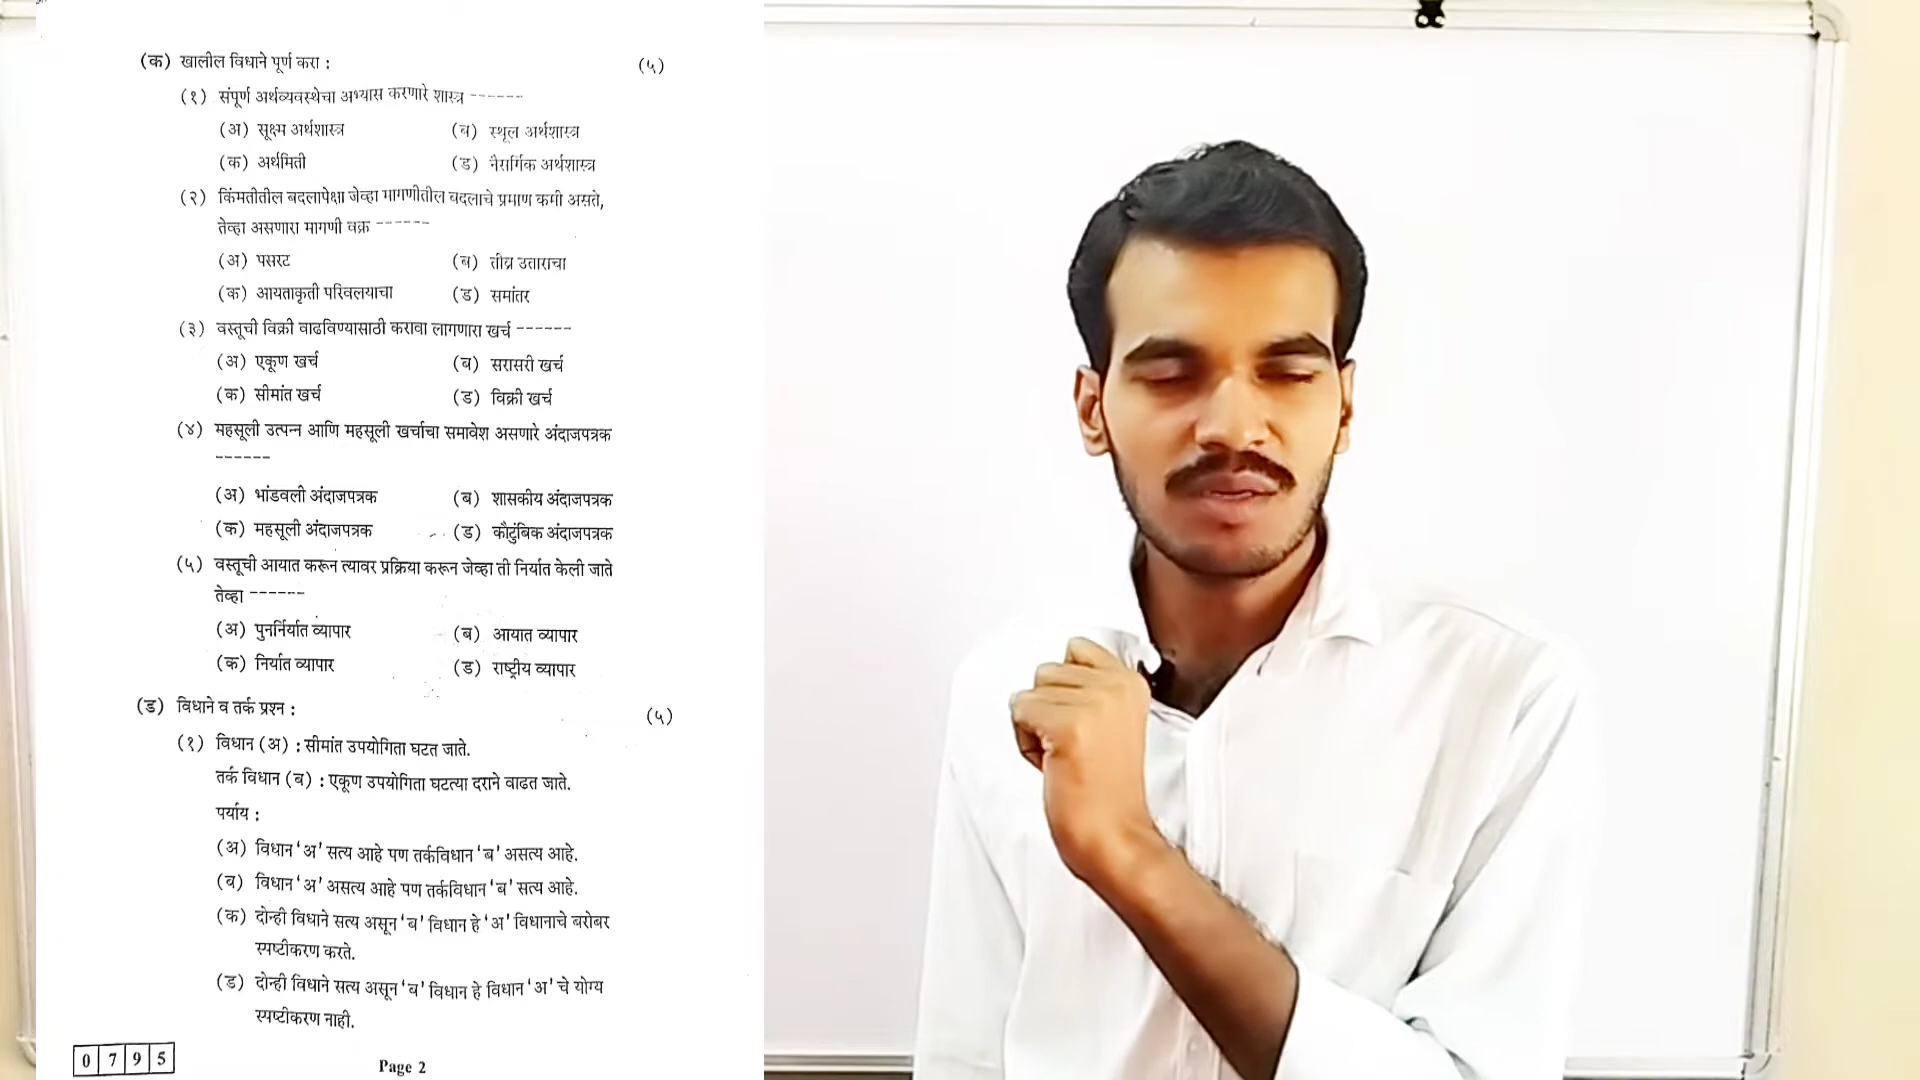 (क) खालील विधाने पूर्ण करा : (५)
(१) संपूर्ण अर्थव्यवस्थेचा अभ्यास करणारे शास्त्र ------
(अ) सूक्ष्म अर्थशास्त्र (ब) स्थूल अर्थशास्त्र
(क) अर्थमिती (ड) नैसर्गिक अर्थशास्त्र
(२) किंमतीतील बदलापेक्षा जेव्हा मागणीतील बदलाचे प्रमाण कमी असते,
तेव्हा असणारा मागणी वक्र ------
(अ) पसरट (ब) तीव्र उताराचा
(क) आयताकृती परिवलयाचा (ड) समांतर
(३) वस्तूची विक्री वाढविण्यासाठी करावा लागणारा खर्च ------
(अ) एकूण खर्च (ब) सरासरी खर्च
(क) सीमांत खर्च (ड) विक्री खर्च
(४) महसूली उत्पन्न आणि महसूली खर्चाचा समावेश असणारे अंदाजपत्रक
------
(अ) भांडवली अंदाजपत्रक (ब) शासकीय अंदाजपत्रक
(क) महसूली अंदाजपत्रक (ड) कौटुंबिक अंदाजपत्रक
(५) वस्तूची आयात करून त्यावर प्रक्रिया करून जेव्हा ती निर्यात केली जाते
तेव्हा ------
(अ) पुनर्निर्यात व्यापार (ब) आयात व्यापार
(क) निर्यात व्यापार (ड) राष्ट्रीय व्यापार
(ड) विधाने व तर्क प्रश्न : (५)
(१) विधान (अ) : सीमांत उपयोगिता घटत जाते.
तर्क विधान (ब) : एकूण उपयोगिता घटत्या दराने वाढत जाते.
पर्याय :
(अ) विधान 'अ' सत्य आहे पण तर्कविधान 'ब' असत्य आहे.
(ब) विधान 'अ' असत्य आहे पण तर्कविधान 'ब' सत्य आहे.
(क) दोन्ही विधाने सत्य असून 'ब' विधान हे 'अ' विधानाचे बरोबर
स्पष्टीकरण करते.
(ड) दोन्ही विधाने सत्य असून 'ब' विधान हे विधान 'अ' चे योग्य
स्पष्टीकरण नाही.
0 7 9 5 Page 2